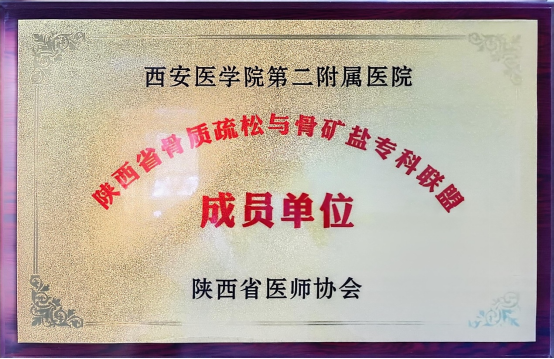 西安医学院第二附属医院
陕西省骨质疏松与骨矿盐专科联盟
成员单位
陕西省医师协会